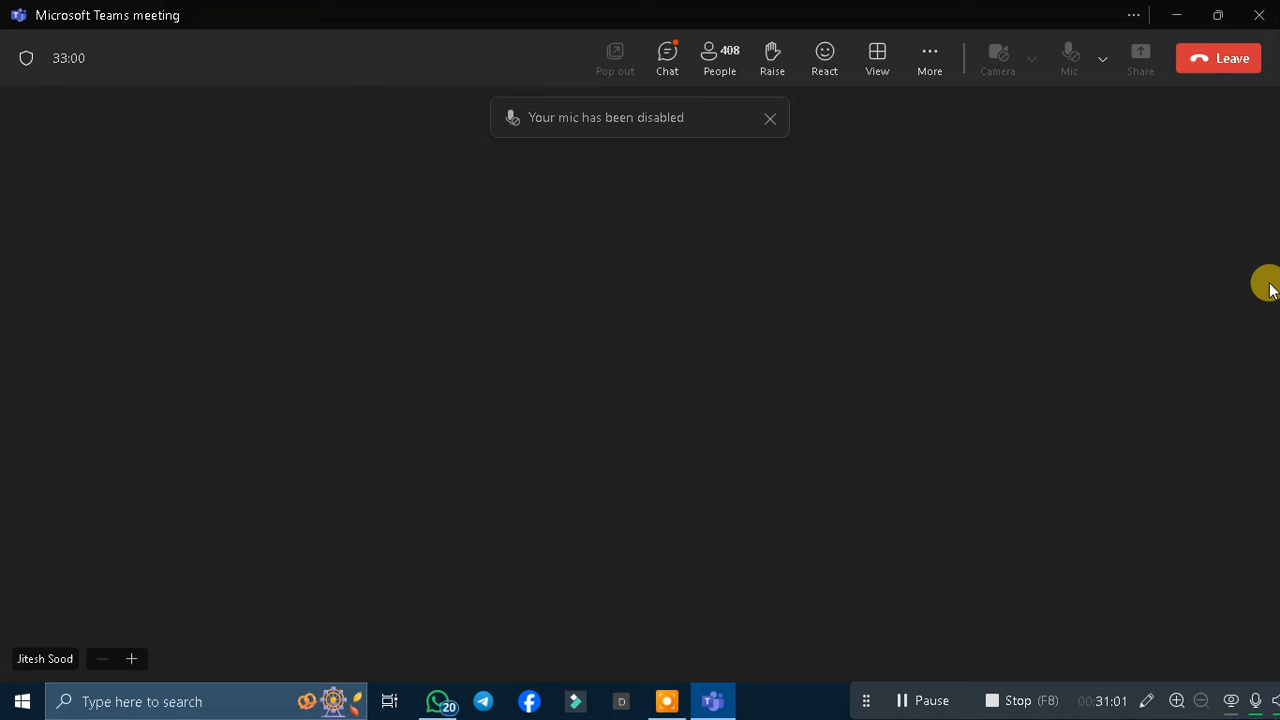 Microsoft Teams meeting
33:00
Pop out
Chat
408
People
Raise
React
View
More
Camera
Mic
Share
Leave
Your mic has been disabled
Jitesh Sood
Type here to search
20
D
Pause
Stop (F8)
00:31:01